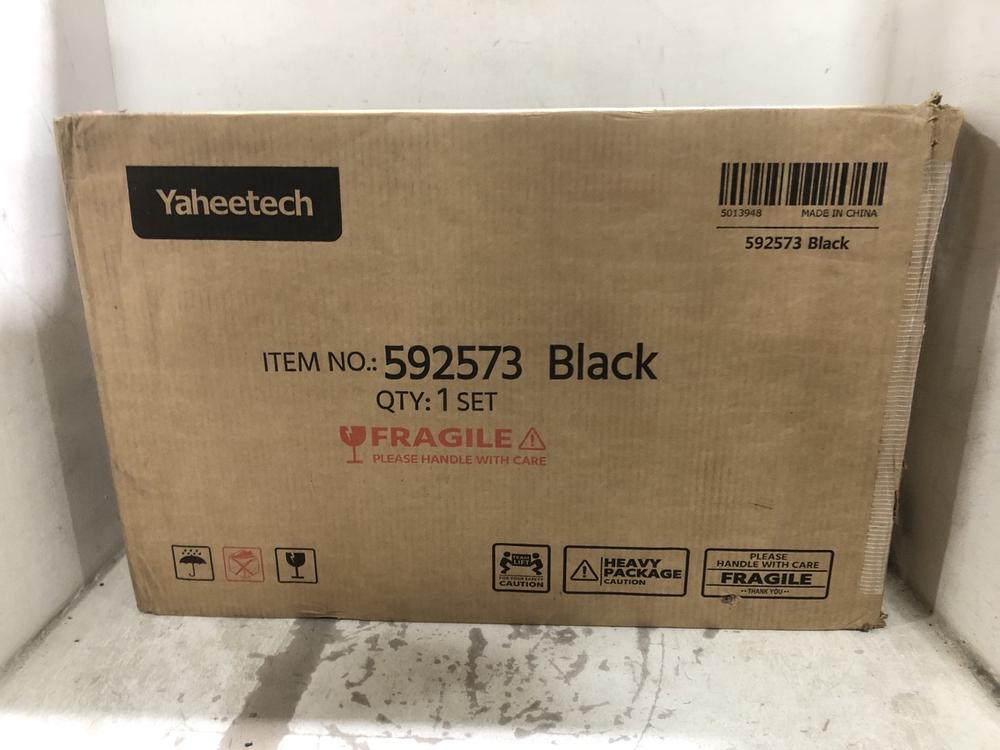 Yaheetech
5013948 MADE IN CHINA
592573 Black
ITEM NO.: 592573 Black
QTY: 1 SET
FRAGILE
PLEASE HANDLE WITH CARE
TEAM LIFT
FOR YOUR SAFETY
CAUTION
HEAVY
PACKAGE
CAUTION
PLEASE
HANDLE WITH CARE
FRAGILE
--THANK YOU--